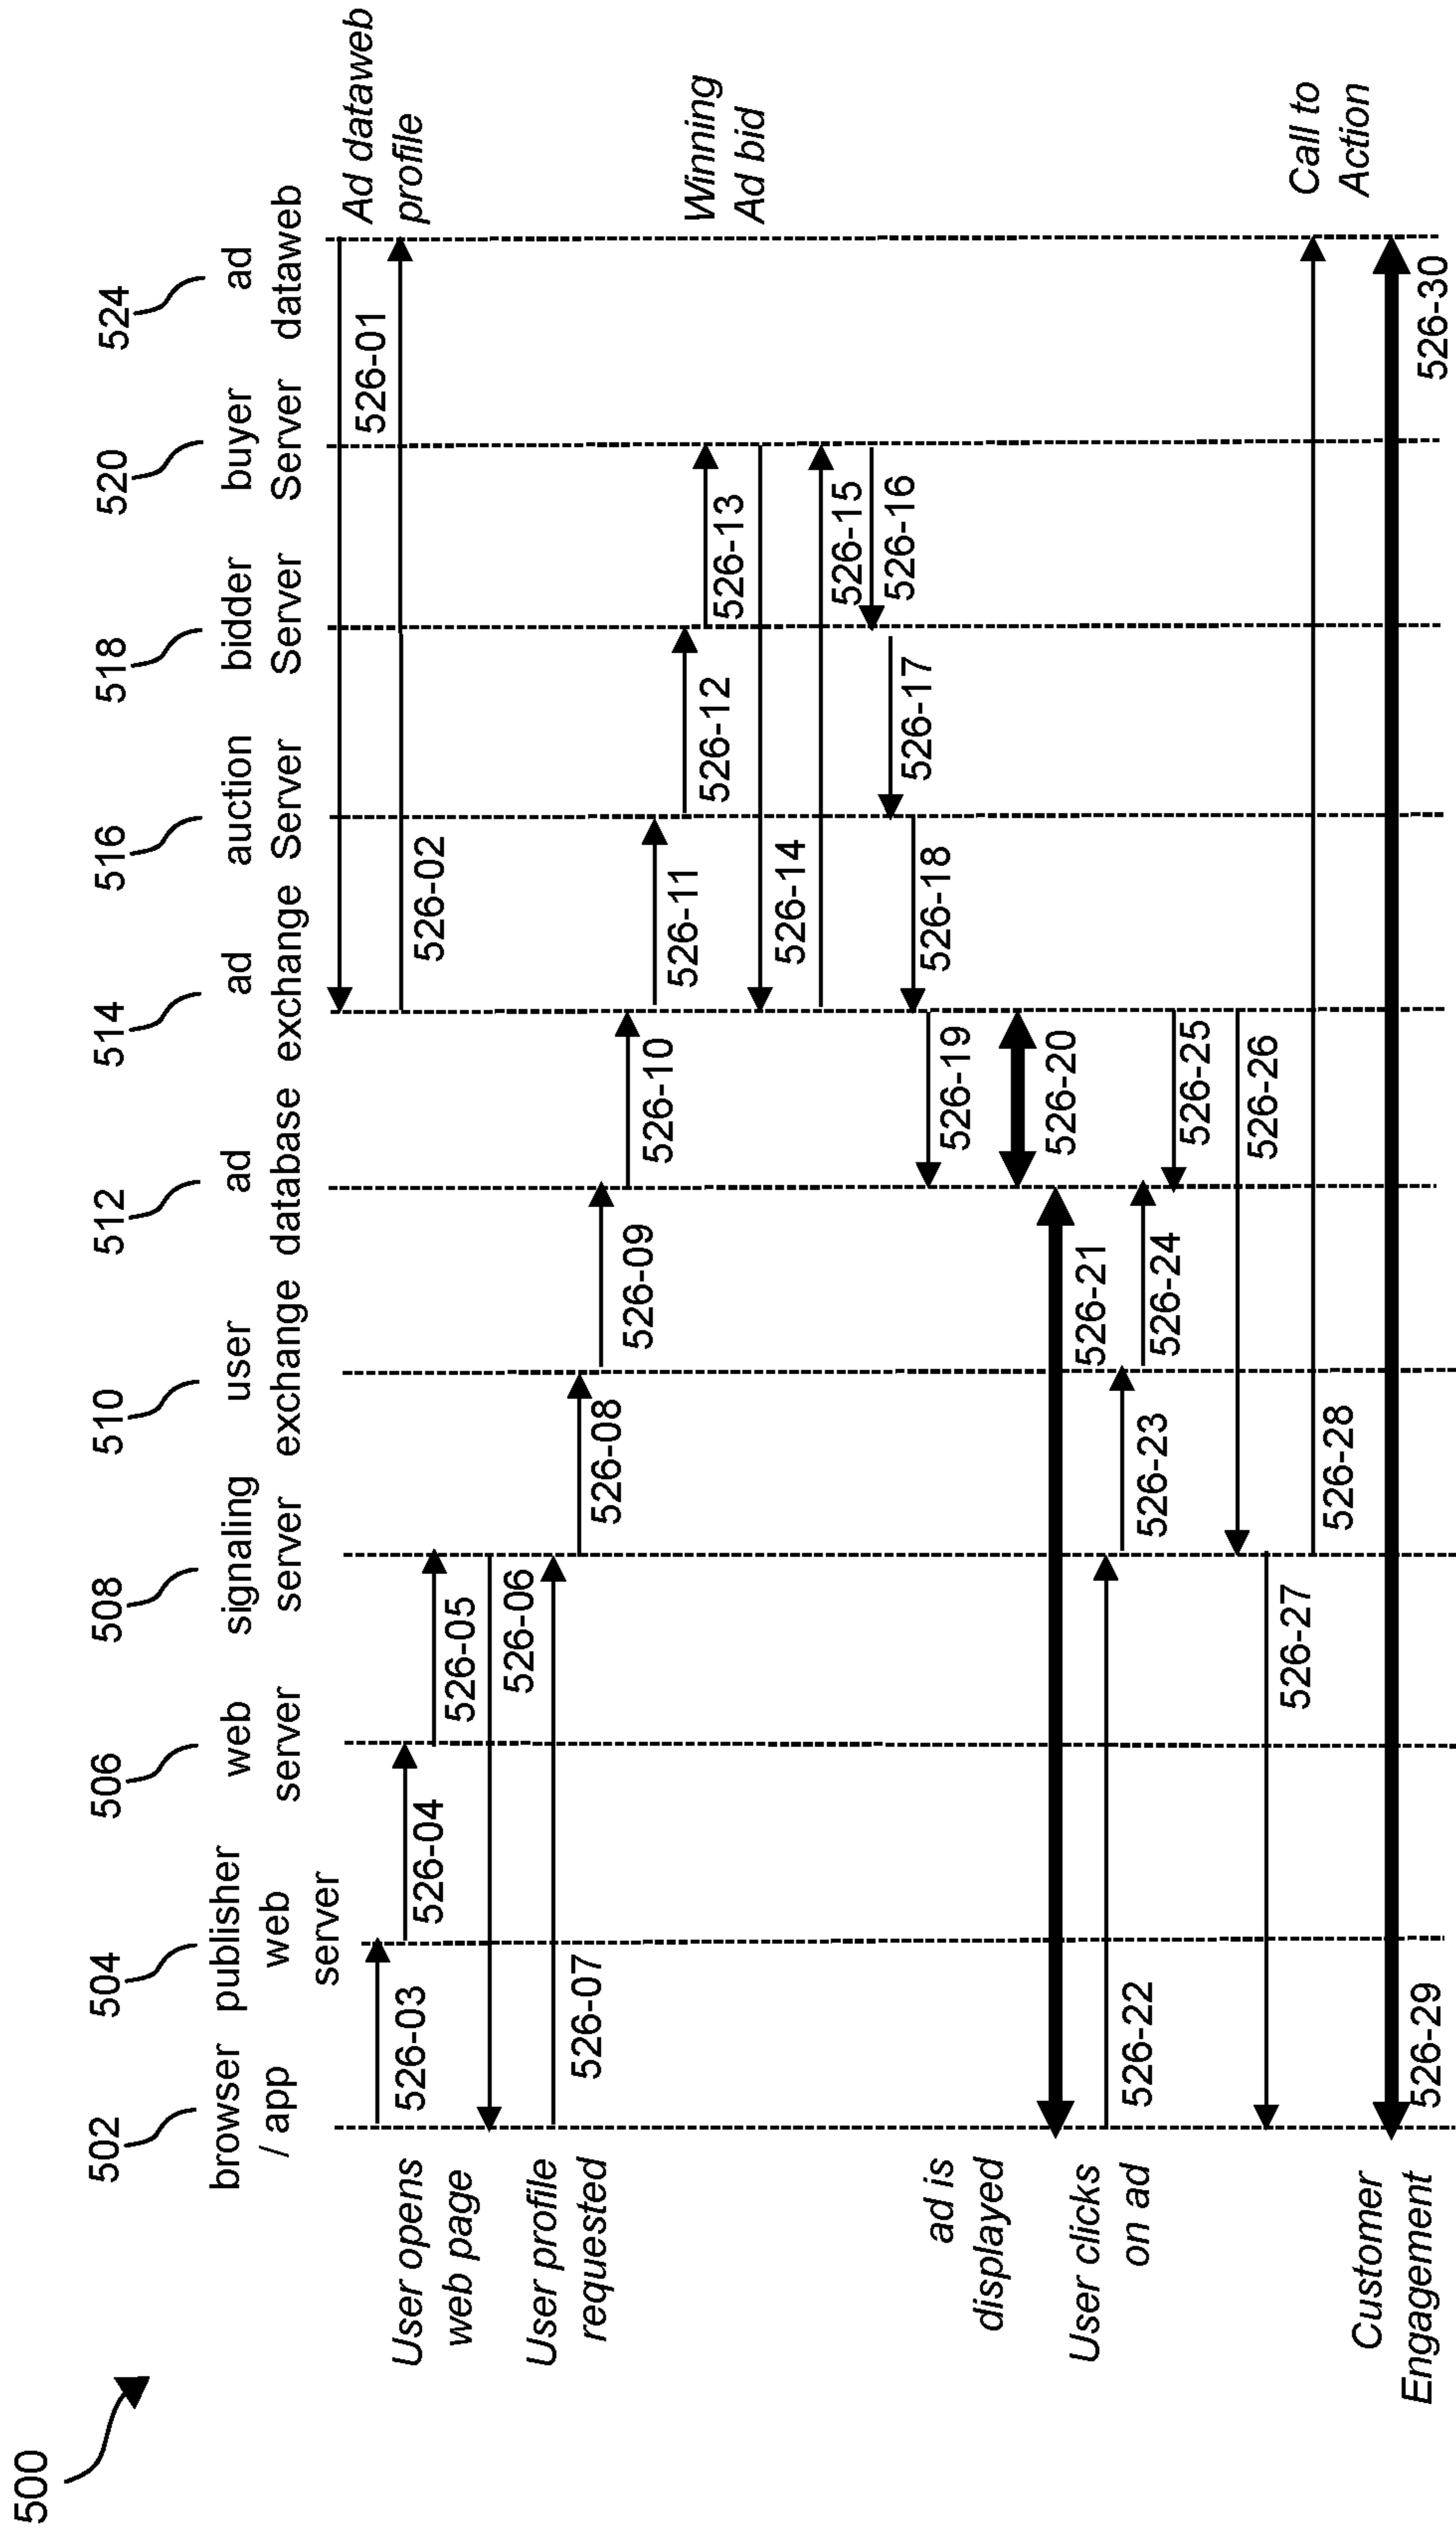 500
502
504
506
508
510
512
514
516
518
520
524
browser
/ app
publisher
web
server
web
server
signaling
server
user
exchange
ad
database
ad
exchange
auction
Server
bidder
Server
buyer
Server
ad
dataweb
Ad dataweb
profile
526-01
526-02
User opens
web page
526-03
526-04
526-05
526-06
User profile
requested
526-07
526-08
526-09
526-10
526-11
526-12
526-13
Winning
Ad bid
526-14
526-15
526-16
526-17
526-18
526-19
526-20
ad is
displayed
526-21
User clicks
on ad
526-22
526-23
526-24
526-25
526-26
526-27
526-28
Call to
Action
Customer
Engagement
526-29
526-30